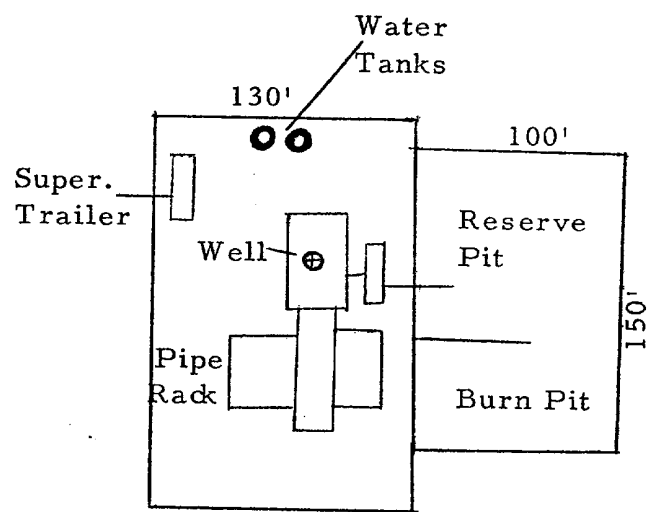 Water
Tanks
130'
100'
Super.
Trailer
Reserve
Pit
Well
150'
Pipe
Rack
Burn Pit